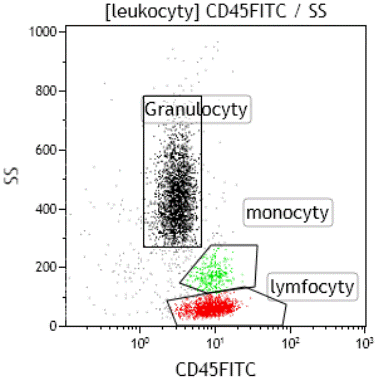 [leukocyty] CD45FITC / SS
1000
800
600
400
200
0
SS
Granulocyty
monocyty
lymfocyty
10⁰ 10¹ 10² 10³
CD45FITC